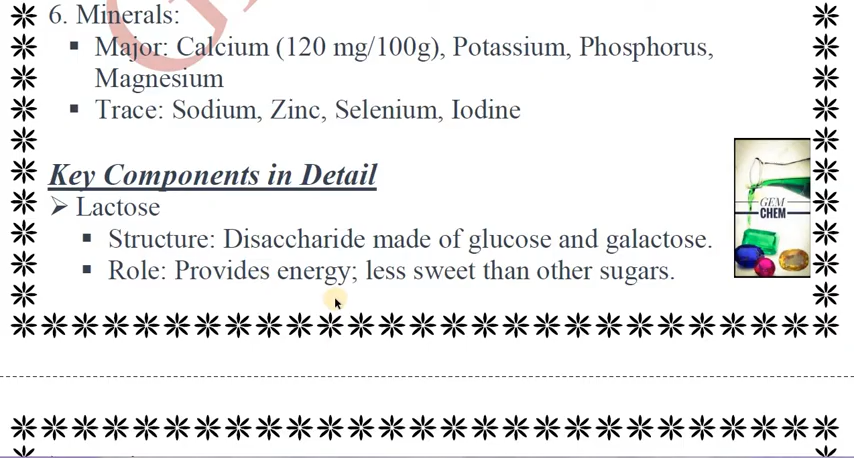 6. Minerals:
▪ Major: Calcium (120 mg/100g), Potassium, Phosphorus,
Magnesium
▪ Trace: Sodium, Zinc, Selenium, Iodine
Key Components in Detail
➢ Lactose
▪ Structure: Disaccharide made of glucose and galactose.
▪ Role: Provides energy; less sweet than other sugars.
GEM
CHEM